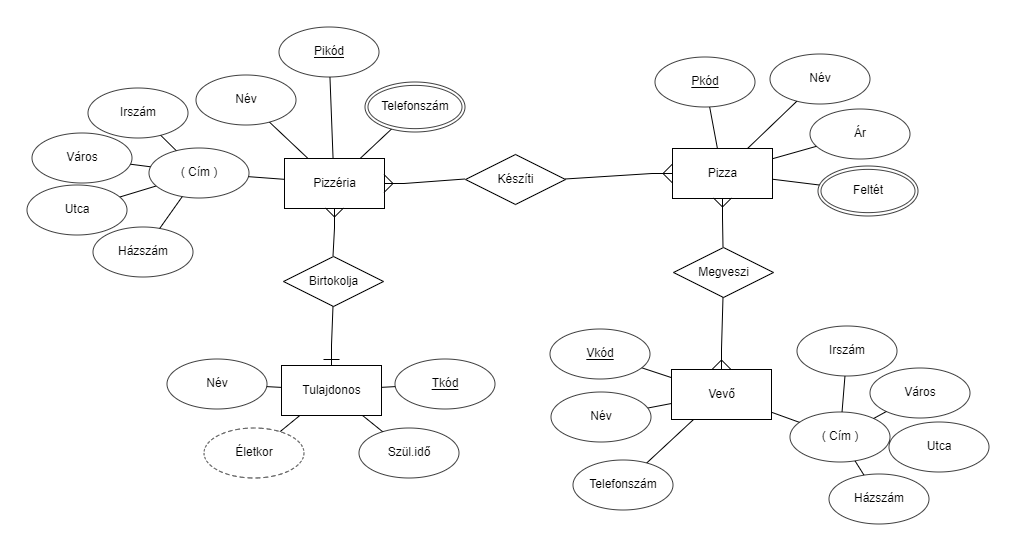 Pikód
Név
Telefonszám
Irszám
Város
( Cím )
Utca
Házszám
Pizzéria
Készíti
Pkód
Név
Ár
Feltét
Pizza
Birtokolja
Megveszi
Név
Tulajdonos
Tkód
Életkor
Szül.idő
Vkód
Név
Telefonszám
Vevő
Irszám
Város
( Cím )
Utca
Házszám